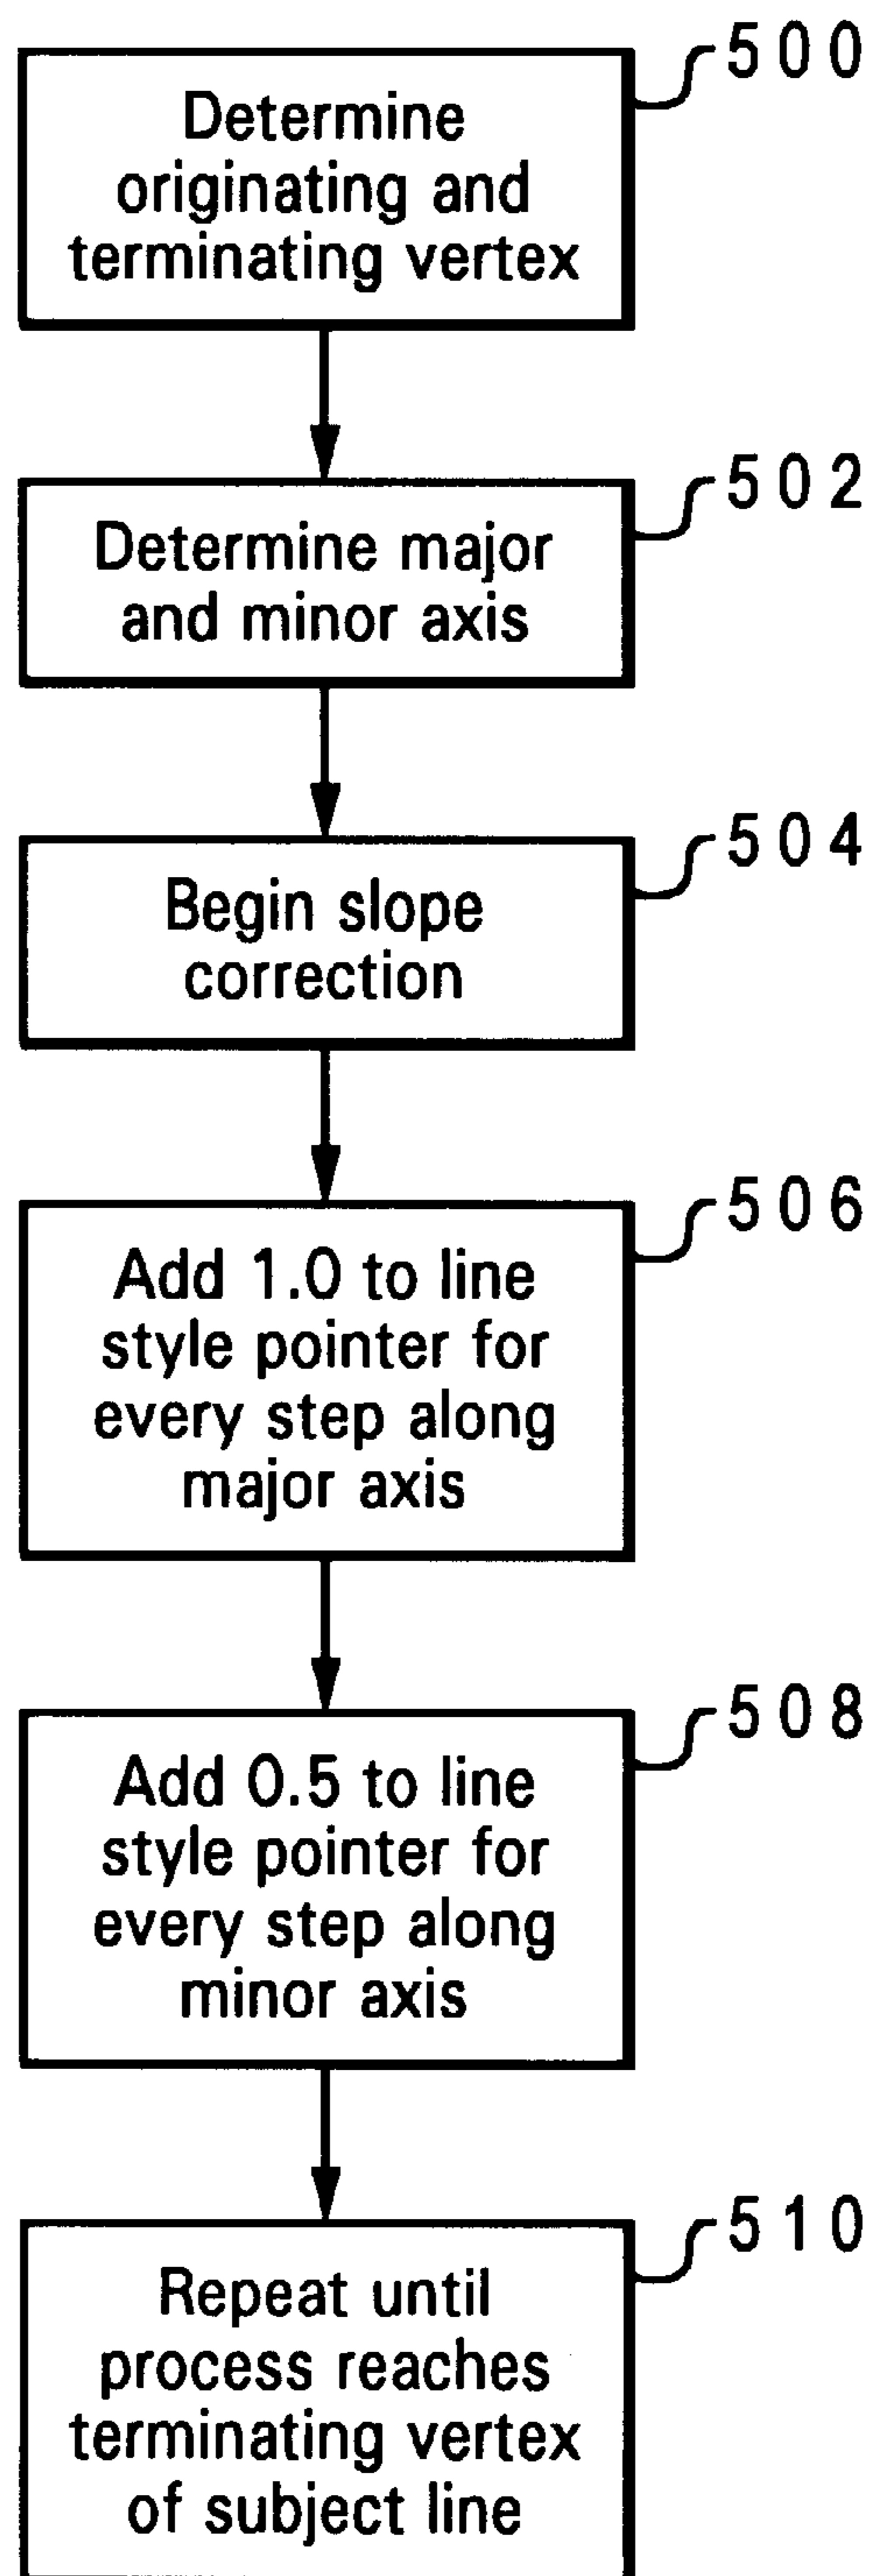 500
Determine
originating and
terminating vertex
502
Determine major
and minor axis
504
Begin slope
correction
506
Add 1.0 to line
style pointer for
every step along
major axis
508
Add 0.5 to line
style pointer for
every step along
minor axis
510
Repeat until
process reaches
terminating vertex
of subject line